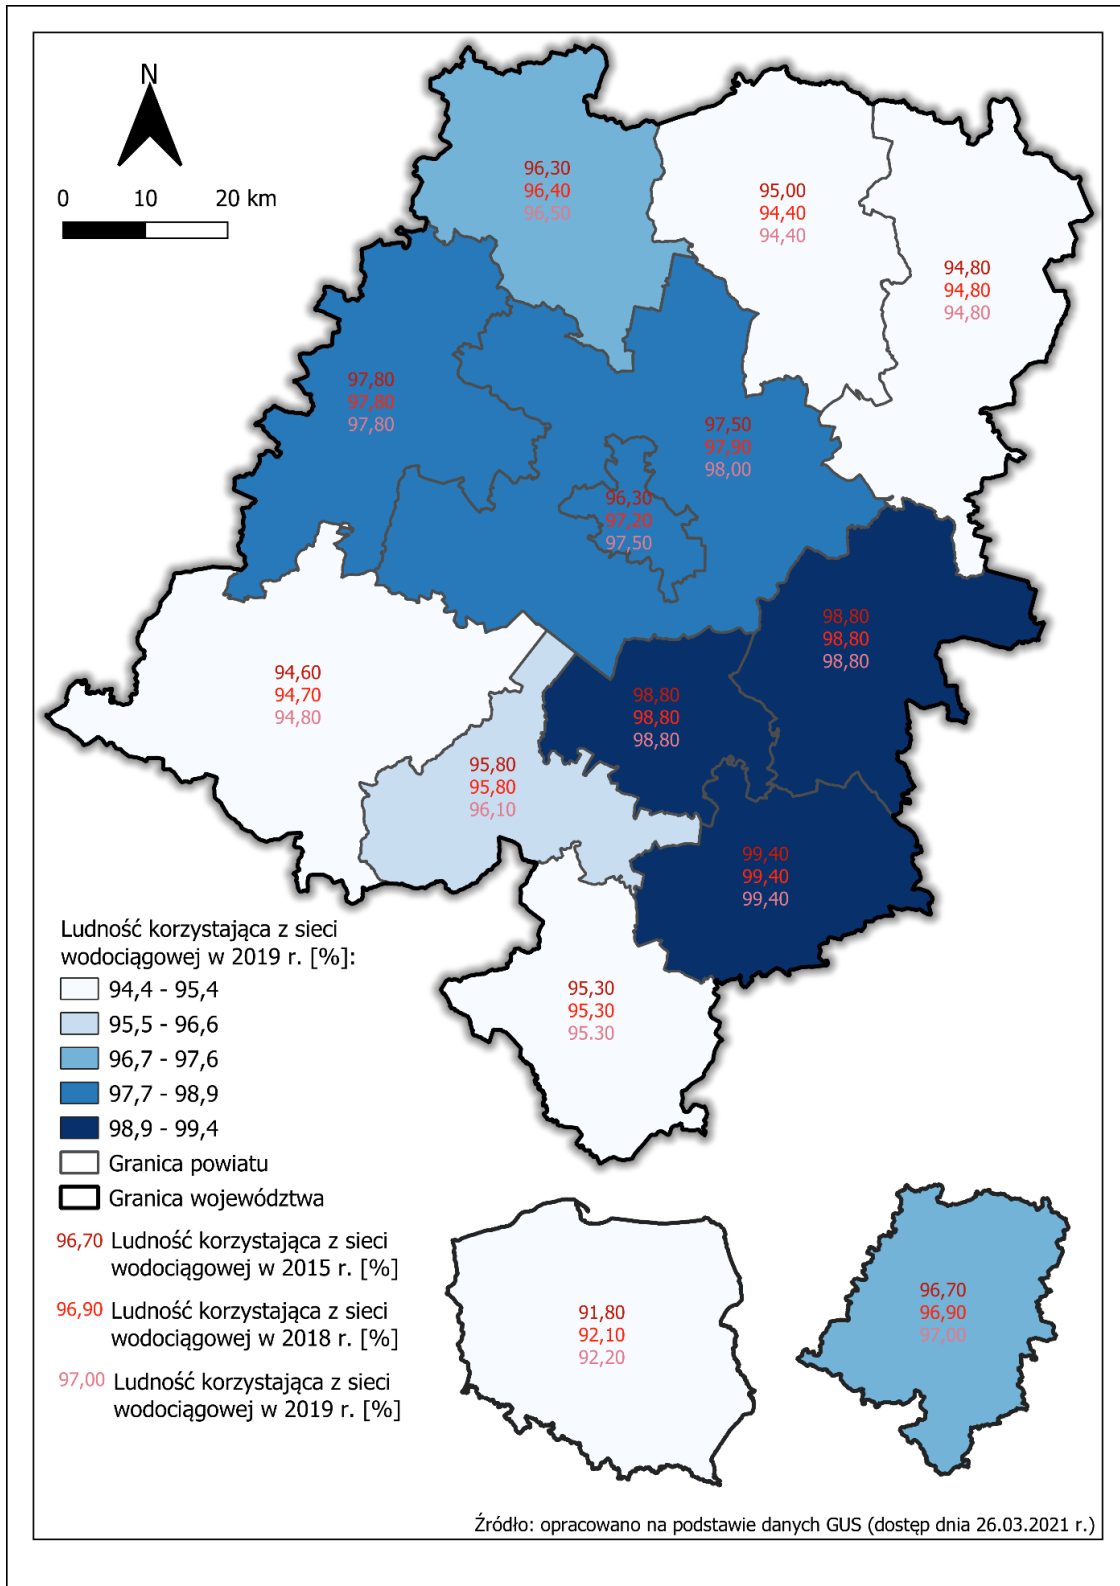 N
0 10 20 km
96,30
96,40
96,50
95,00
94,40
94,40
94,80
94,80
94,80
97,80
97,80
97,80
97,50
97,90
98,00
96,30
97,20
97,50
98,80
98,80
98,80
94,60
94,70
94,80
98,80
98,80
98,80
95,80
95,80
96,10
99,40
99,40
99,40
95,30
95,30
95.30
Ludność korzystająca z sieci
wodociągowej w 2019 r. [%]:
94,4 - 95,4
95,5 - 96,6
96,7 - 97,6
97,7 - 98,9
98,9 - 99,4
Granica powiatu
Granica województwa
96,70 Ludność korzystająca z sieci
wodociągowej w 2015 r. [%]
96,90 Ludność korzystająca z sieci
wodociągowej w 2018 r. [%]
97,00 Ludność korzystająca z sieci
wodociągowej w 2019 r. [%]
91,80
92,10
92,20
96,70
96,90
97,00
Źródło: opracowano na podstawie danych GUS (dostęp dnia 26.03.2021 r.)